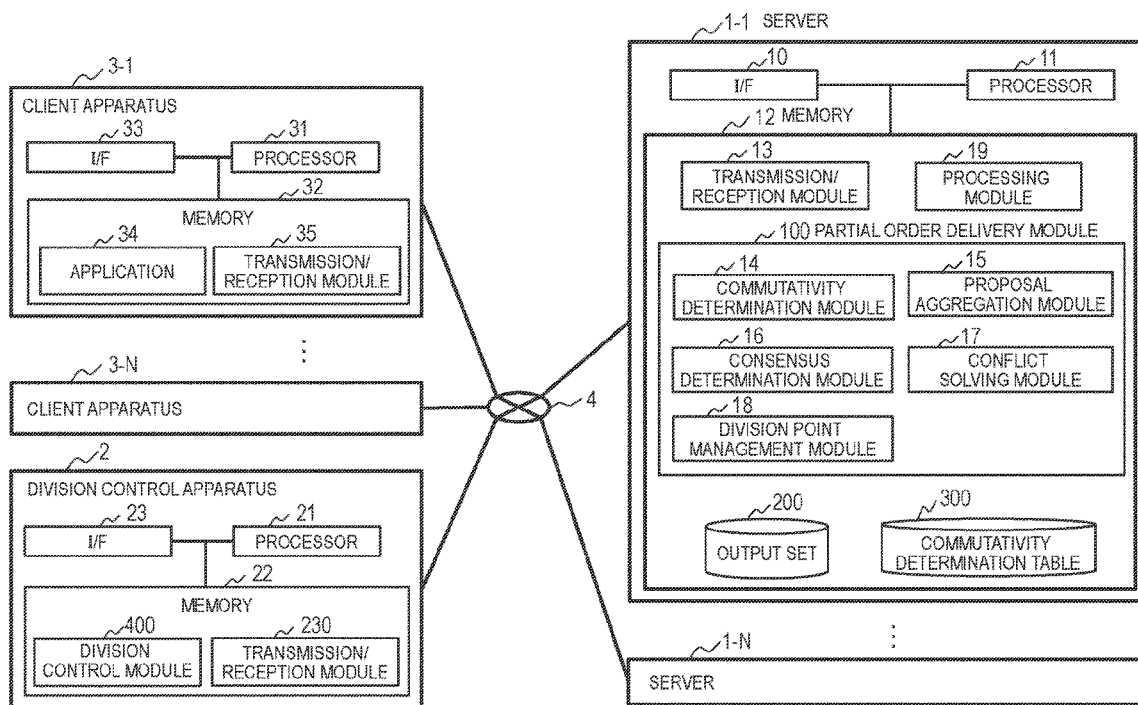 3-1
CLIENT APPARATUS
33
I/F
31
PROCESSOR
32
MEMORY
34
APPLICATION
35
TRANSMISSION/
RECEPTION MODULE
3-N
CLIENT APPARATUS
2
DIVISION CONTROL APPARATUS
23
I/F
21
PROCESSOR
22
MEMORY
400
DIVISION
CONTROL MODULE
230
TRANSMISSION/
RECEPTION MODULE
4
1-1 SERVER
10
I/F
11
PROCESSOR
12 MEMORY
13
TRANSMISSION/
RECEPTION MODULE
19
PROCESSING
MODULE
100 PARTIAL ORDER DELIVERY MODULE
14
COMMUTATIVITY
DETERMINATION MODULE
15
PROPOSAL
AGGREGATION MODULE
16
CONSENSUS
DETERMINATION MODULE
17
CONFLICT
SOLVING MODULE
18
DIVISION POINT
MANAGEMENT MODULE
200
OUTPUT SET
300
COMMUTATIVITY
DETERMINATION TABLE
1-N
SERVER